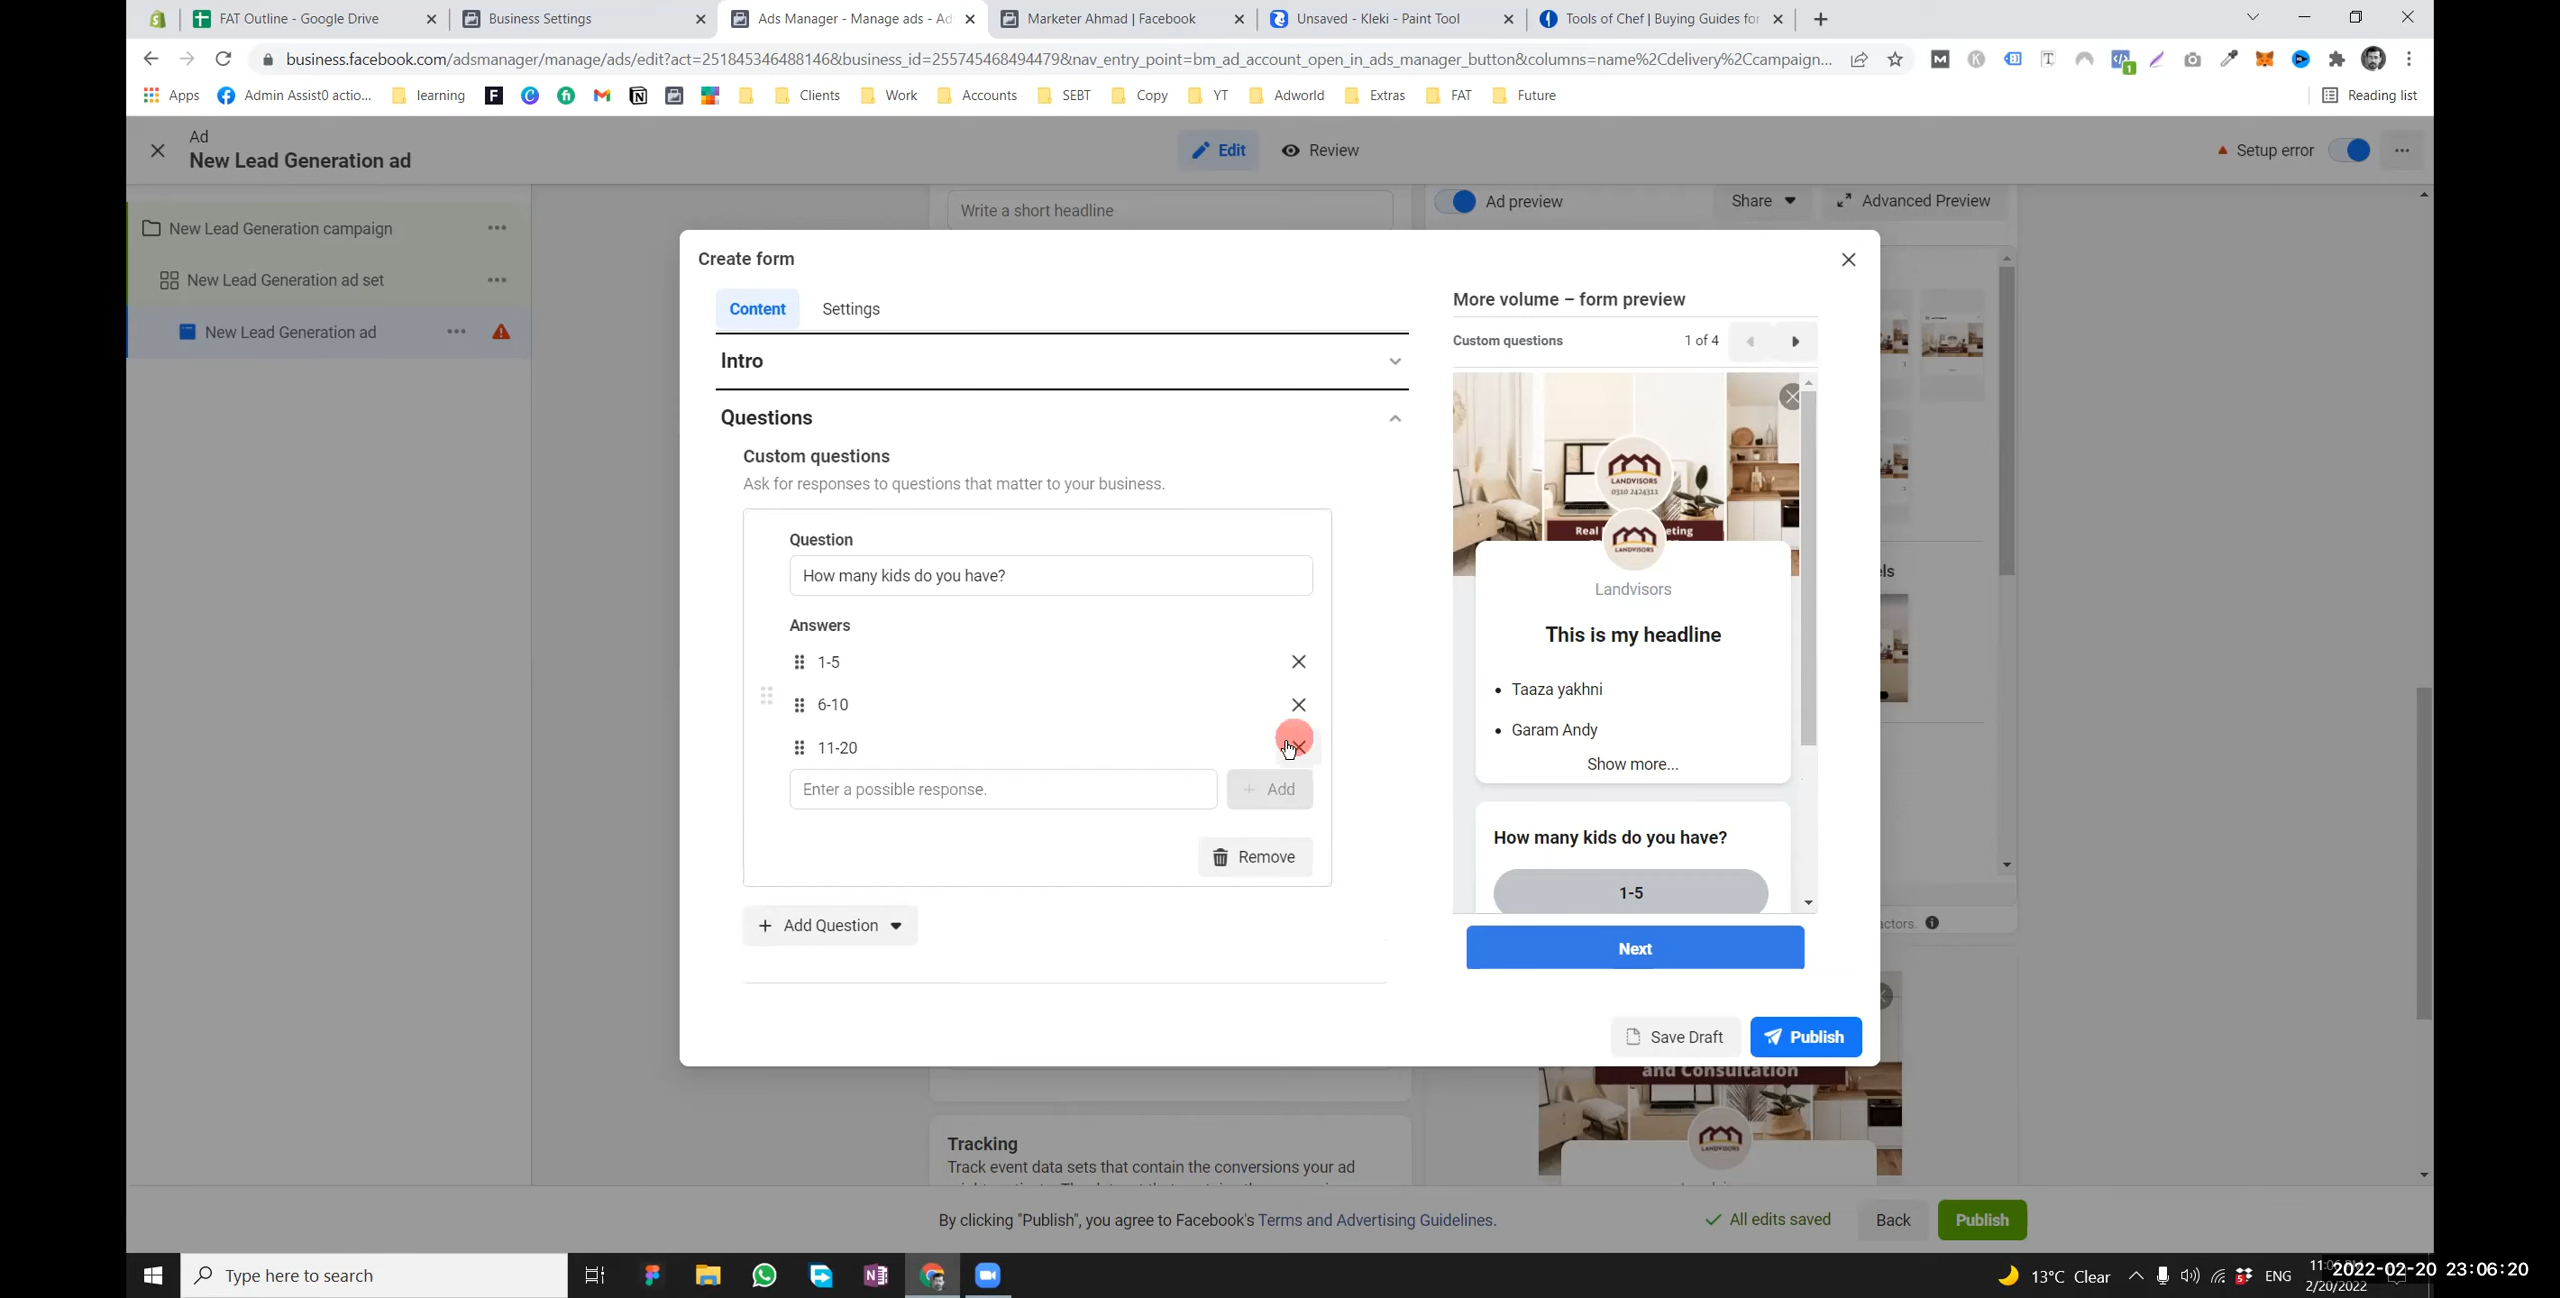 FAT Outline - Google Drive
Business Settings
Ads Manager - Manage ads - Ad
Marketer Ahmad | Facebook
Unsaved - Kleki - Paint Tool
Tools of Chef | Buying Guides for
business.facebook.com/adsmanager/manage/ads/edit?act=251845346488146&business_id=255745468494479&nav_entry_point=bm_ad_account_open_in_ads_manager_button&columns=name%2Cdelivery%2Ccampaign...
Apps
Admin Assist0 actio...
learning
Clients
Work
Accounts
SEBT
Copy
YT
Adworld
Extras
FAT
Future
Reading list
Ad
New Lead Generation ad
Edit
Review
Setup error
New Lead Generation campaign
New Lead Generation ad set
New Lead Generation ad
Write a short headline
Ad preview
Share
Advanced Preview
Create form
Content
Settings
Intro
Questions
Custom questions
Ask for responses to questions that matter to your business.
Question
How many kids do you have?
Answers
1-5
6-10
11-20
Enter a possible response.
+ Add
Remove
+ Add Question
More volume – form preview
Custom questions
1 of 4
LANDVISORS
0310 2424311
LANDVISORS
Landvisors
This is my headline
• Taaza yakhni
• Garam Andy
Show more...
How many kids do you have?
1-5
Next
Save Draft
Publish
els
actors.
and Consultation
LANDVISORS
Tracking
Track event data sets that contain the conversions your ad
By clicking "Publish", you agree to Facebook's Terms and Advertising Guidelines.
All edits saved
Back
Publish
Type here to search
13°C Clear
ENG
2/20/2022
2022-02-20 23:06:20